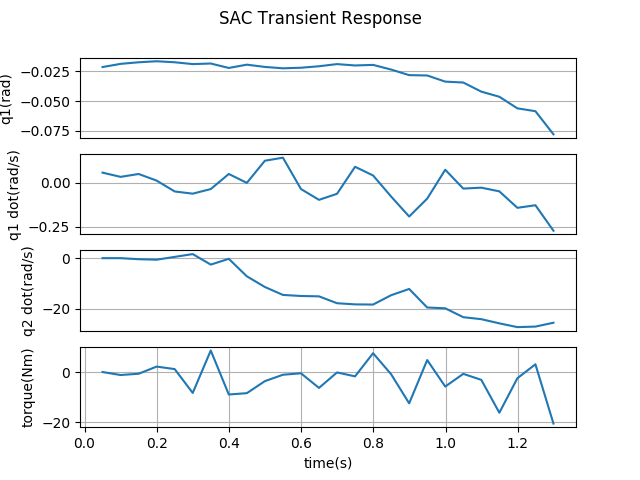 SAC Transient Response
q1(rad)
−0.025
−0.050
−0.075
q1 dot(rad/s)
0.00
−0.25
q2 dot(rad/s)
0
−20
torque(Nm)
0
−20
0.0 0.2 0.4 0.6 0.8 1.0 1.2
time(s)